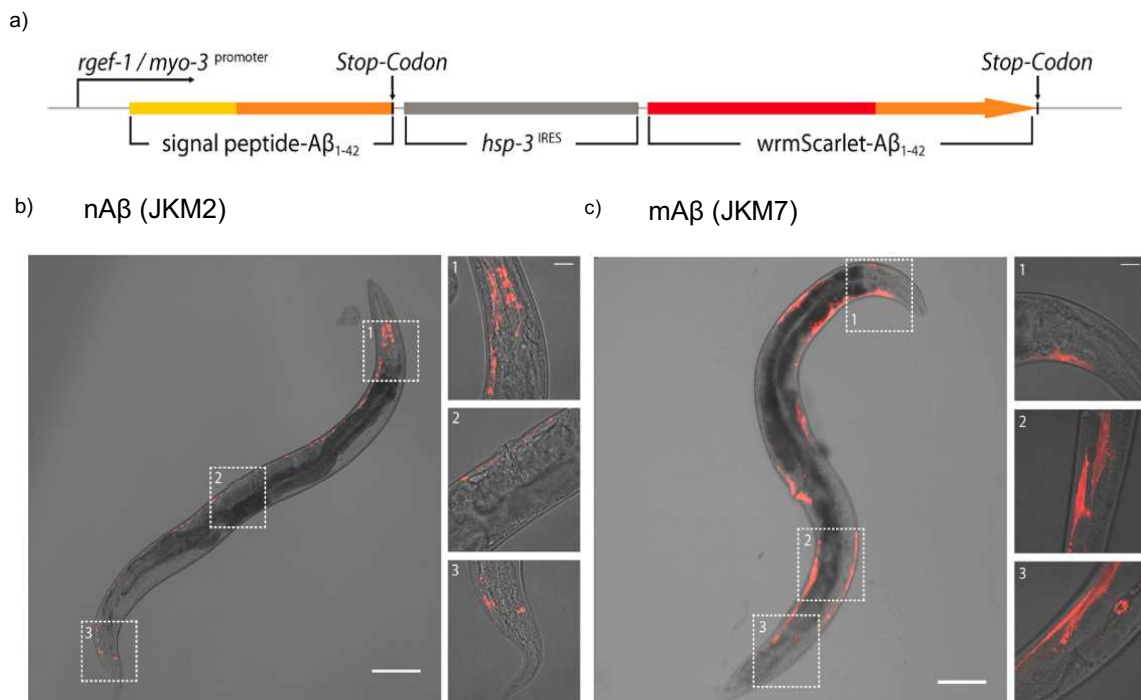 a)
rgef-1 / myo-3 promoter
Stop-Codon
Stop-Codon
signal peptide-Aβ1-42
hsp-3 IRES
wrmScarlet-Aβ1-42
b) nAβ (JKM2)
c) mAβ (JKM7)
1
1
2
2
3
3
1
1
2
2
3
3